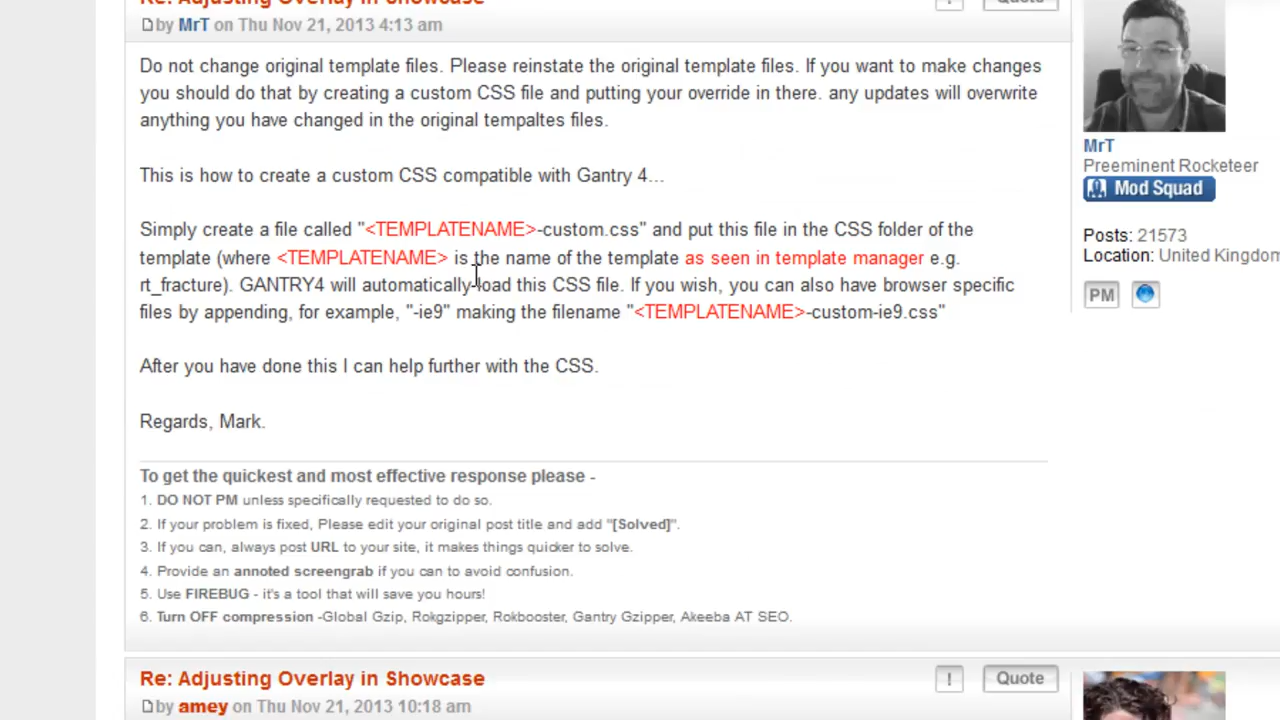 Re: Adjusting Overlay in Showcase
! Quote
by MrT on Thu Nov 21, 2013 4:13 am
Do not change original template files. Please reinstate the original template files. If you want to make changes
you should do that by creating a custom CSS file and putting your override in there. any updates will overwrite
anything you have changed in the original tempaltes files.
This is how to create a custom CSS compatible with Gantry 4...
Simply create a file called "<TEMPLATENAME>-custom.css" and put this file in the CSS folder of the
template (where <TEMPLATENAME> is the name of the template as seen in template manager e.g.
rt_fracture). GANTRY4 will automatically load this CSS file. If you wish, you can also have browser specific
files by appending, for example, "-ie9" making the filename "<TEMPLATENAME>-custom-ie9.css"
After you have done this I can help further with the CSS.
Regards, Mark.
To get the quickest and most effective response please -
1. DO NOT PM unless specifically requested to do so.
2. If your problem is fixed, Please edit your original post title and add "[Solved]".
3. If you can, always post URL to your site, it makes things quicker to solve.
4. Provide an annoted screengrab if you can to avoid confusion.
5. Use FIREBUG - it's a tool that will save you hours!
6. Turn OFF compression -Global Gzip, Rokgzipper, Rokbooster, Gantry Gzipper, Akeeba AT SEO.
MrT
Preeminent Rocketeer
Mod Squad
Posts: 21573
Location: United Kingdom
PM
Re: Adjusting Overlay in Showcase
! Quote
by amey on Thu Nov 21, 2013 10:18 am